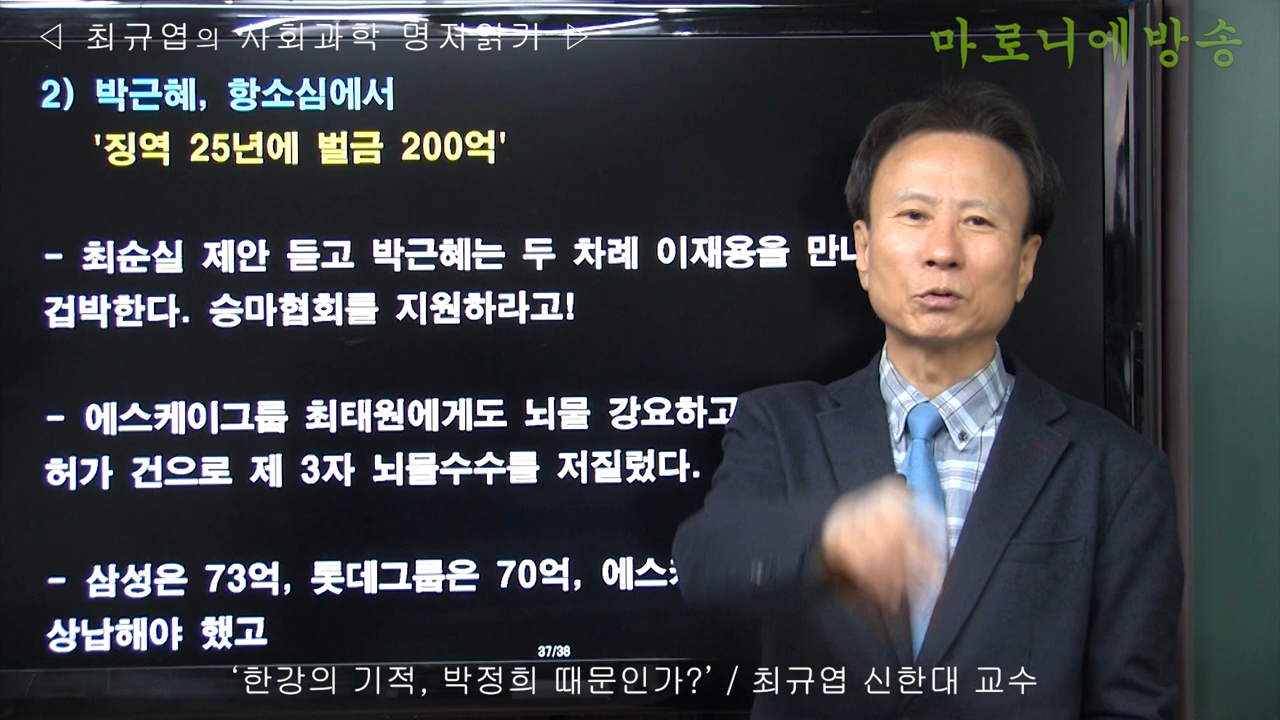 ◁ 최규엽의 사회과학 명저읽기 ▷
마로니에방송
2) 박근혜, 항소심에서
'징역 25년에 벌금 200억'
- 최순실 제안 듣고 박근혜는 두 차례 이재용을
겁박한다. 승마협회를 지원하라고!
- 에스케이그룹 최태원에게도 뇌물 강요하고
허가 건으로 제 3자 뇌물수수를 저질렀다.
- 삼성은 73억, 롯데그룹은 70억,
상납해야 했고
37/38
‘한강의 기적, 박정희 때문인가?’ / 최규엽 신한대 교수